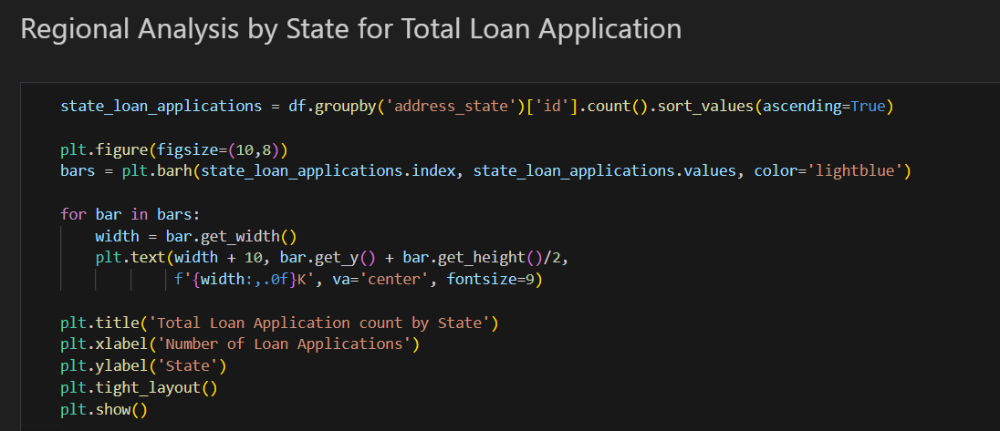 Regional Analysis by State for Total Loan Application
state_loan_applications = df.groupby('address_state')['id'].count().sort_values(ascending=True)
plt.figure(figsize=(10,8))
bars = plt.barh(state_loan_applications.index, state_loan_applications.values, color='lightblue')
for bar in bars:
    width = bar.get_width()
    plt.text(width + 10, bar.get_y() + bar.get_height()/2,
             f'{width:,.0f}K', va='center', fontsize=9)
plt.title('Total Loan Application count by State')
plt.xlabel('Number of Loan Applications')
plt.ylabel('State')
plt.tight_layout()
plt.show()